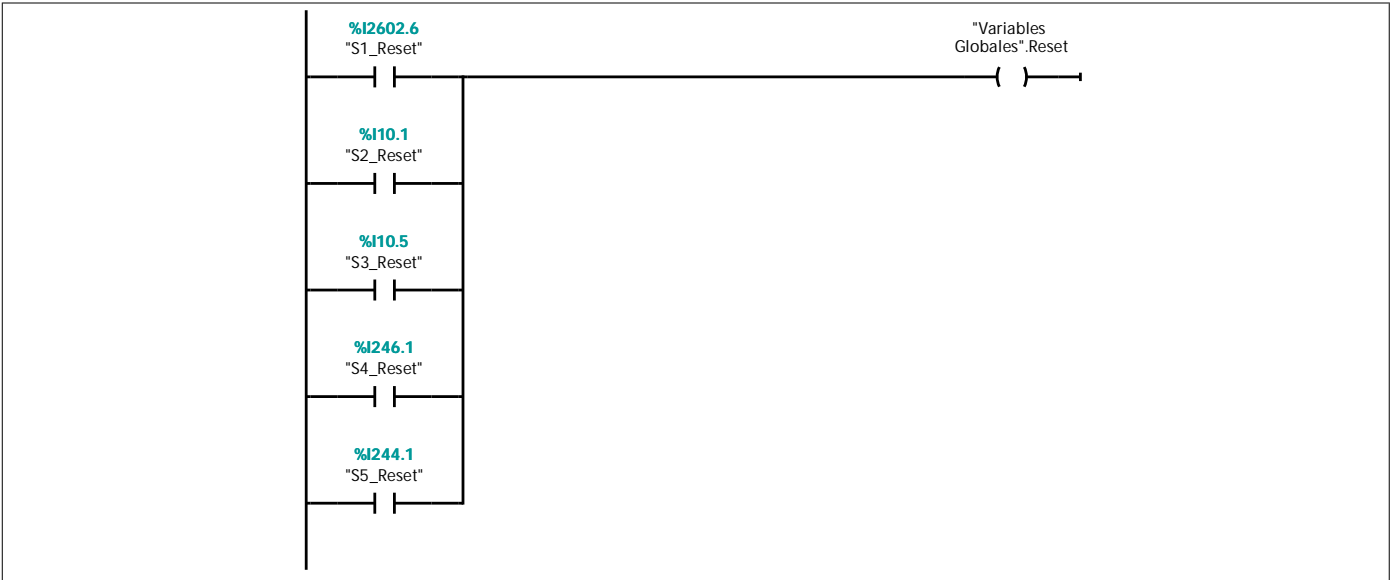 %I2602.6
"S1_Reset"
"Variables
Globales".Reset
%I10.1
"S2_Reset"
%I10.5
"S3_Reset"
%I246.1
"S4_Reset"
%I244.1
"S5_Reset"